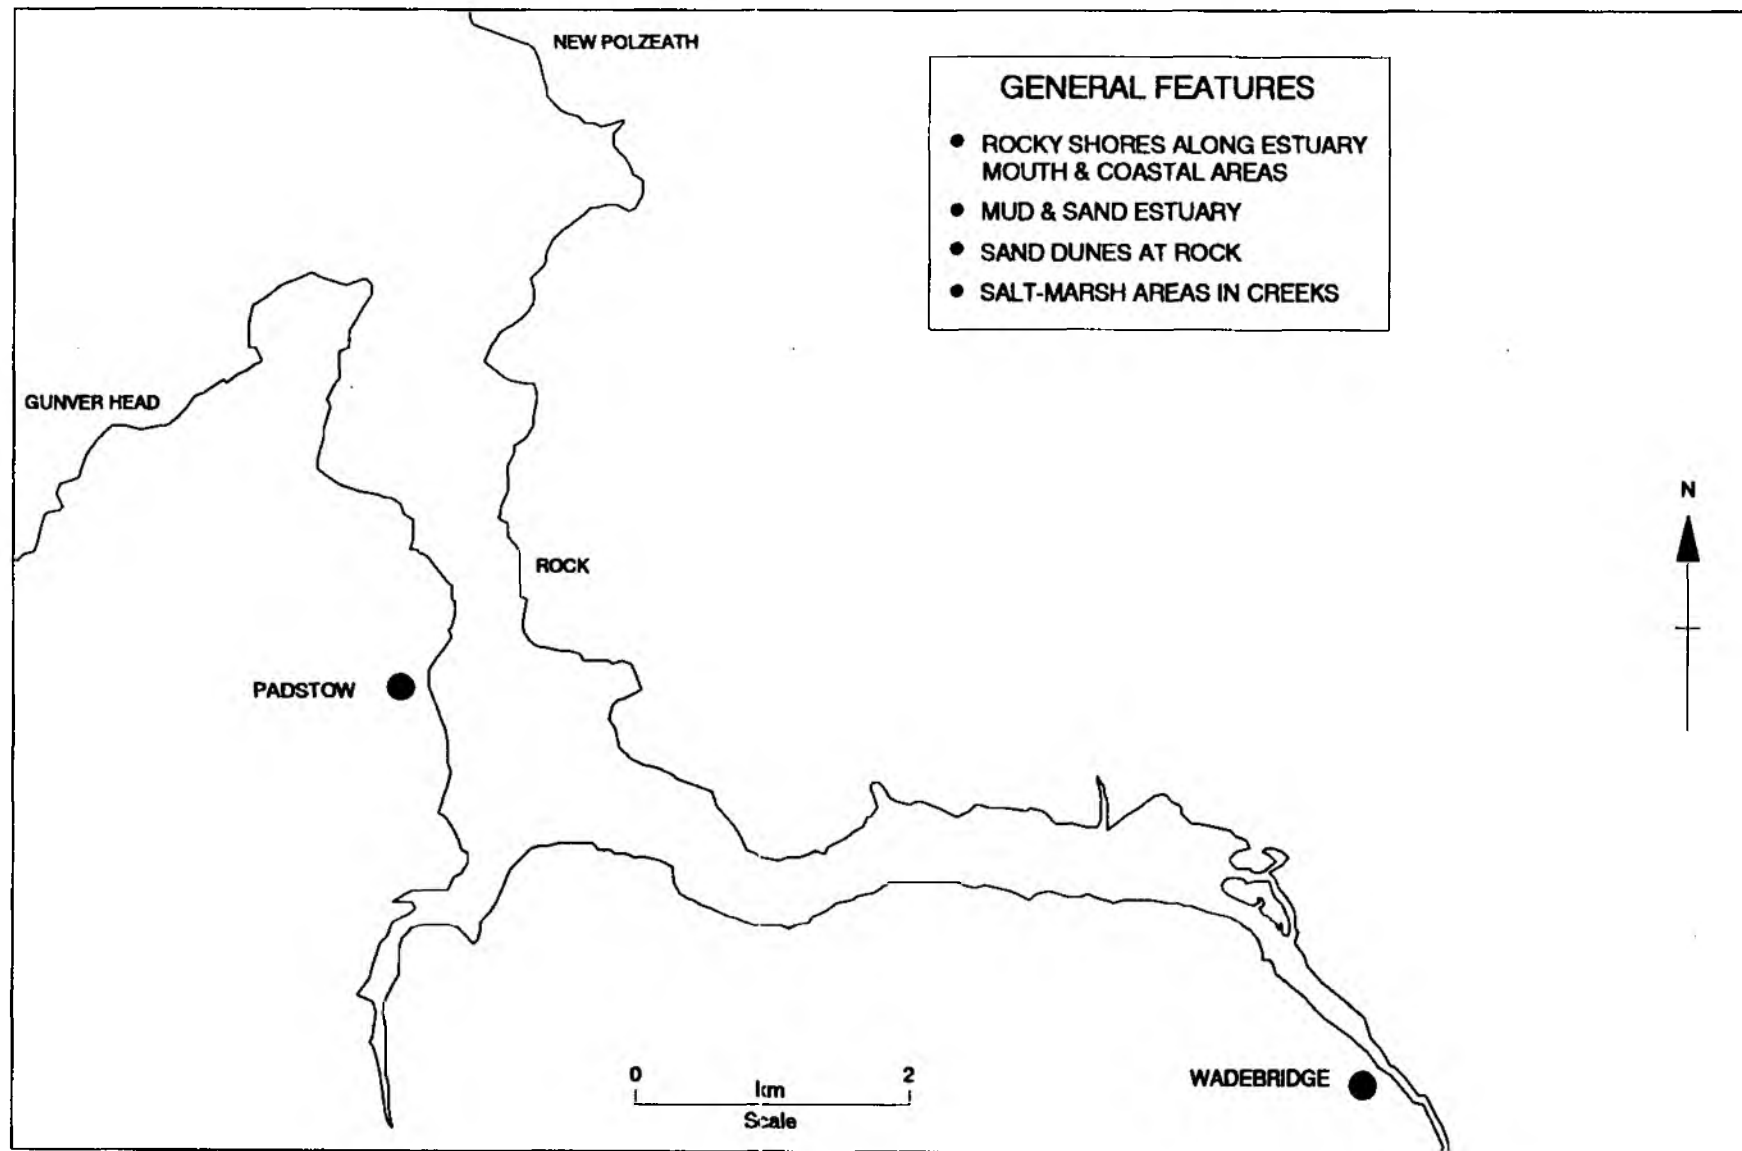 NEW POLZEATH
GENERAL FEATURES
● ROCKY SHORES ALONG ESTUARY
MOUTH & COASTAL AREAS
● MUD & SAND ESTUARY
● SAND DUNES AT ROCK
● SALT-MARSH AREAS IN CREEKS
GUNVER HEAD
N
ROCK
PADSTOW
0 km 2
Scale
WADEBRIDGE